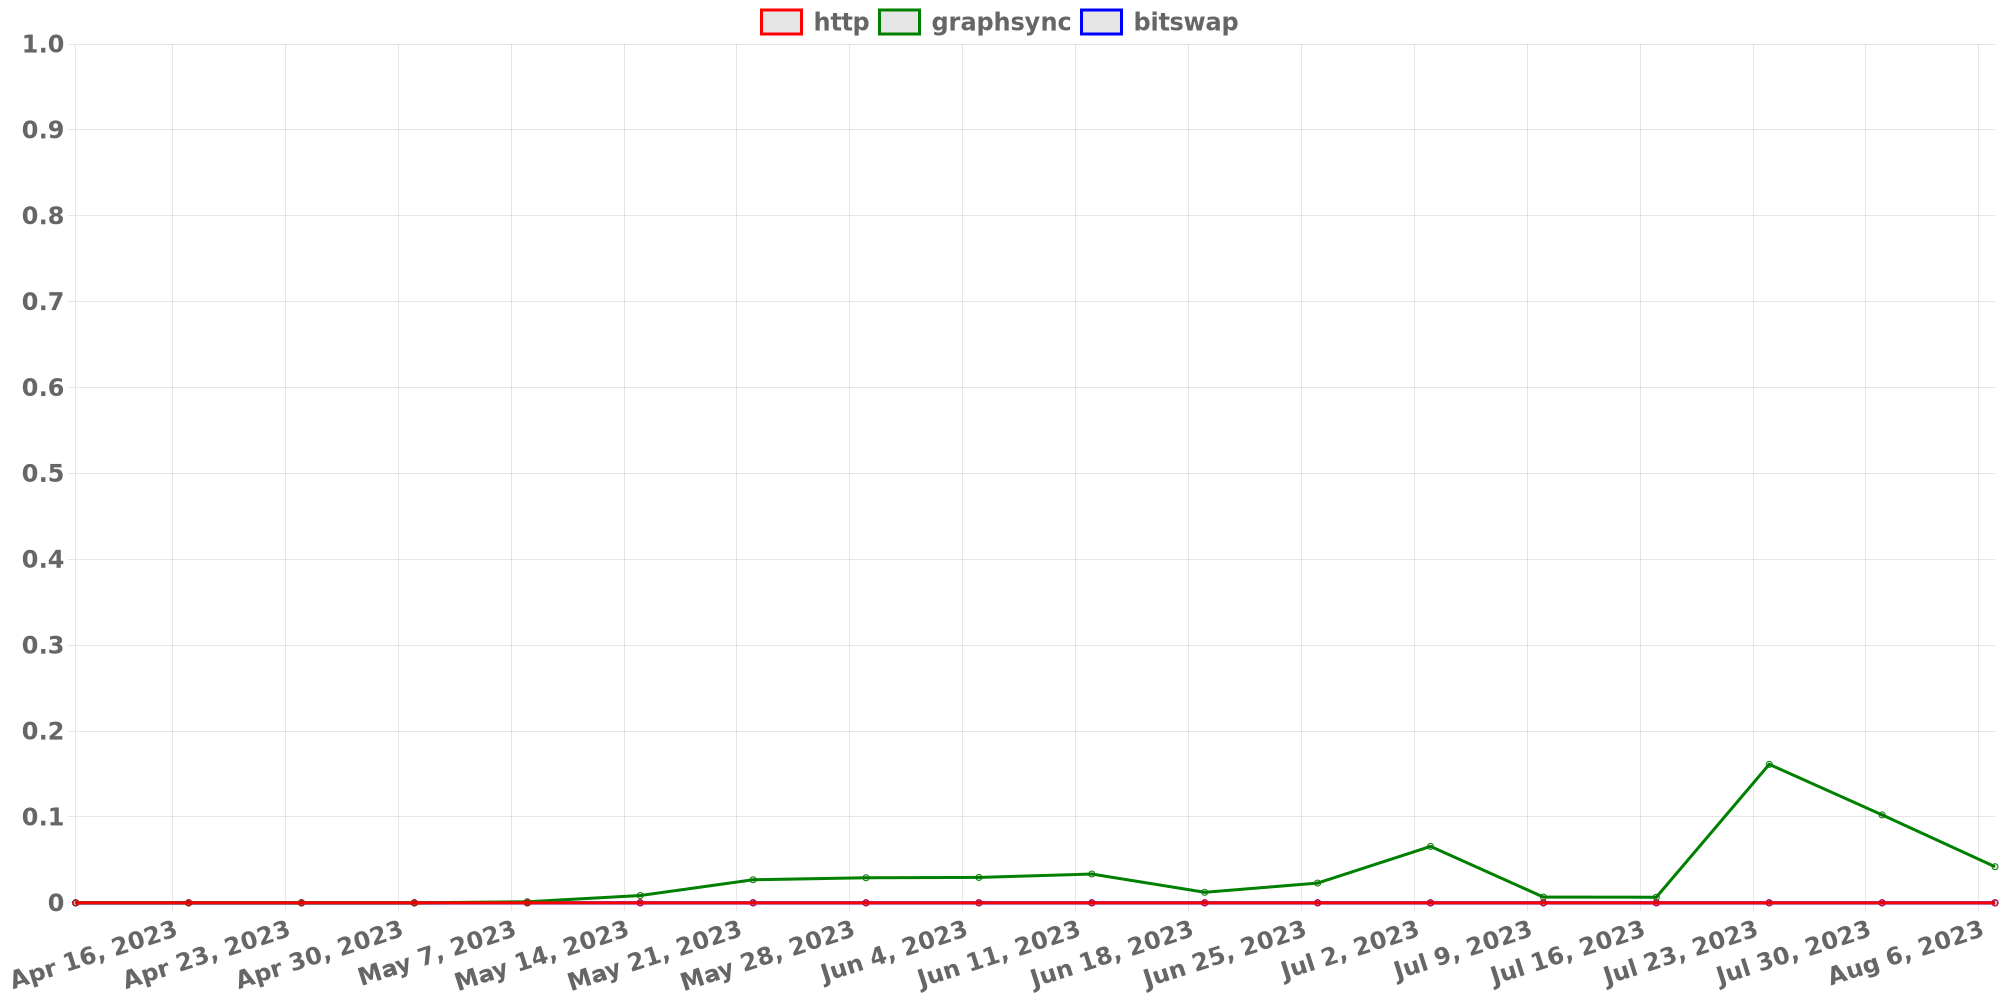 http graphsync bitswap
1.0
0.9
0.8
0.7
0.6
0.5
0.4
0.3
0.2
0.1
0
Apr 16, 2023
Apr 23, 2023
Apr 30, 2023
May 7, 2023
May 14, 2023
May 21, 2023
May 28, 2023
Jun 4, 2023
Jun 11, 2023
Jun 18, 2023
Jun 25, 2023
Jul 2, 2023
Jul 9, 2023
Jul 16, 2023
Jul 23, 2023
Jul 30, 2023
Aug 6, 2023